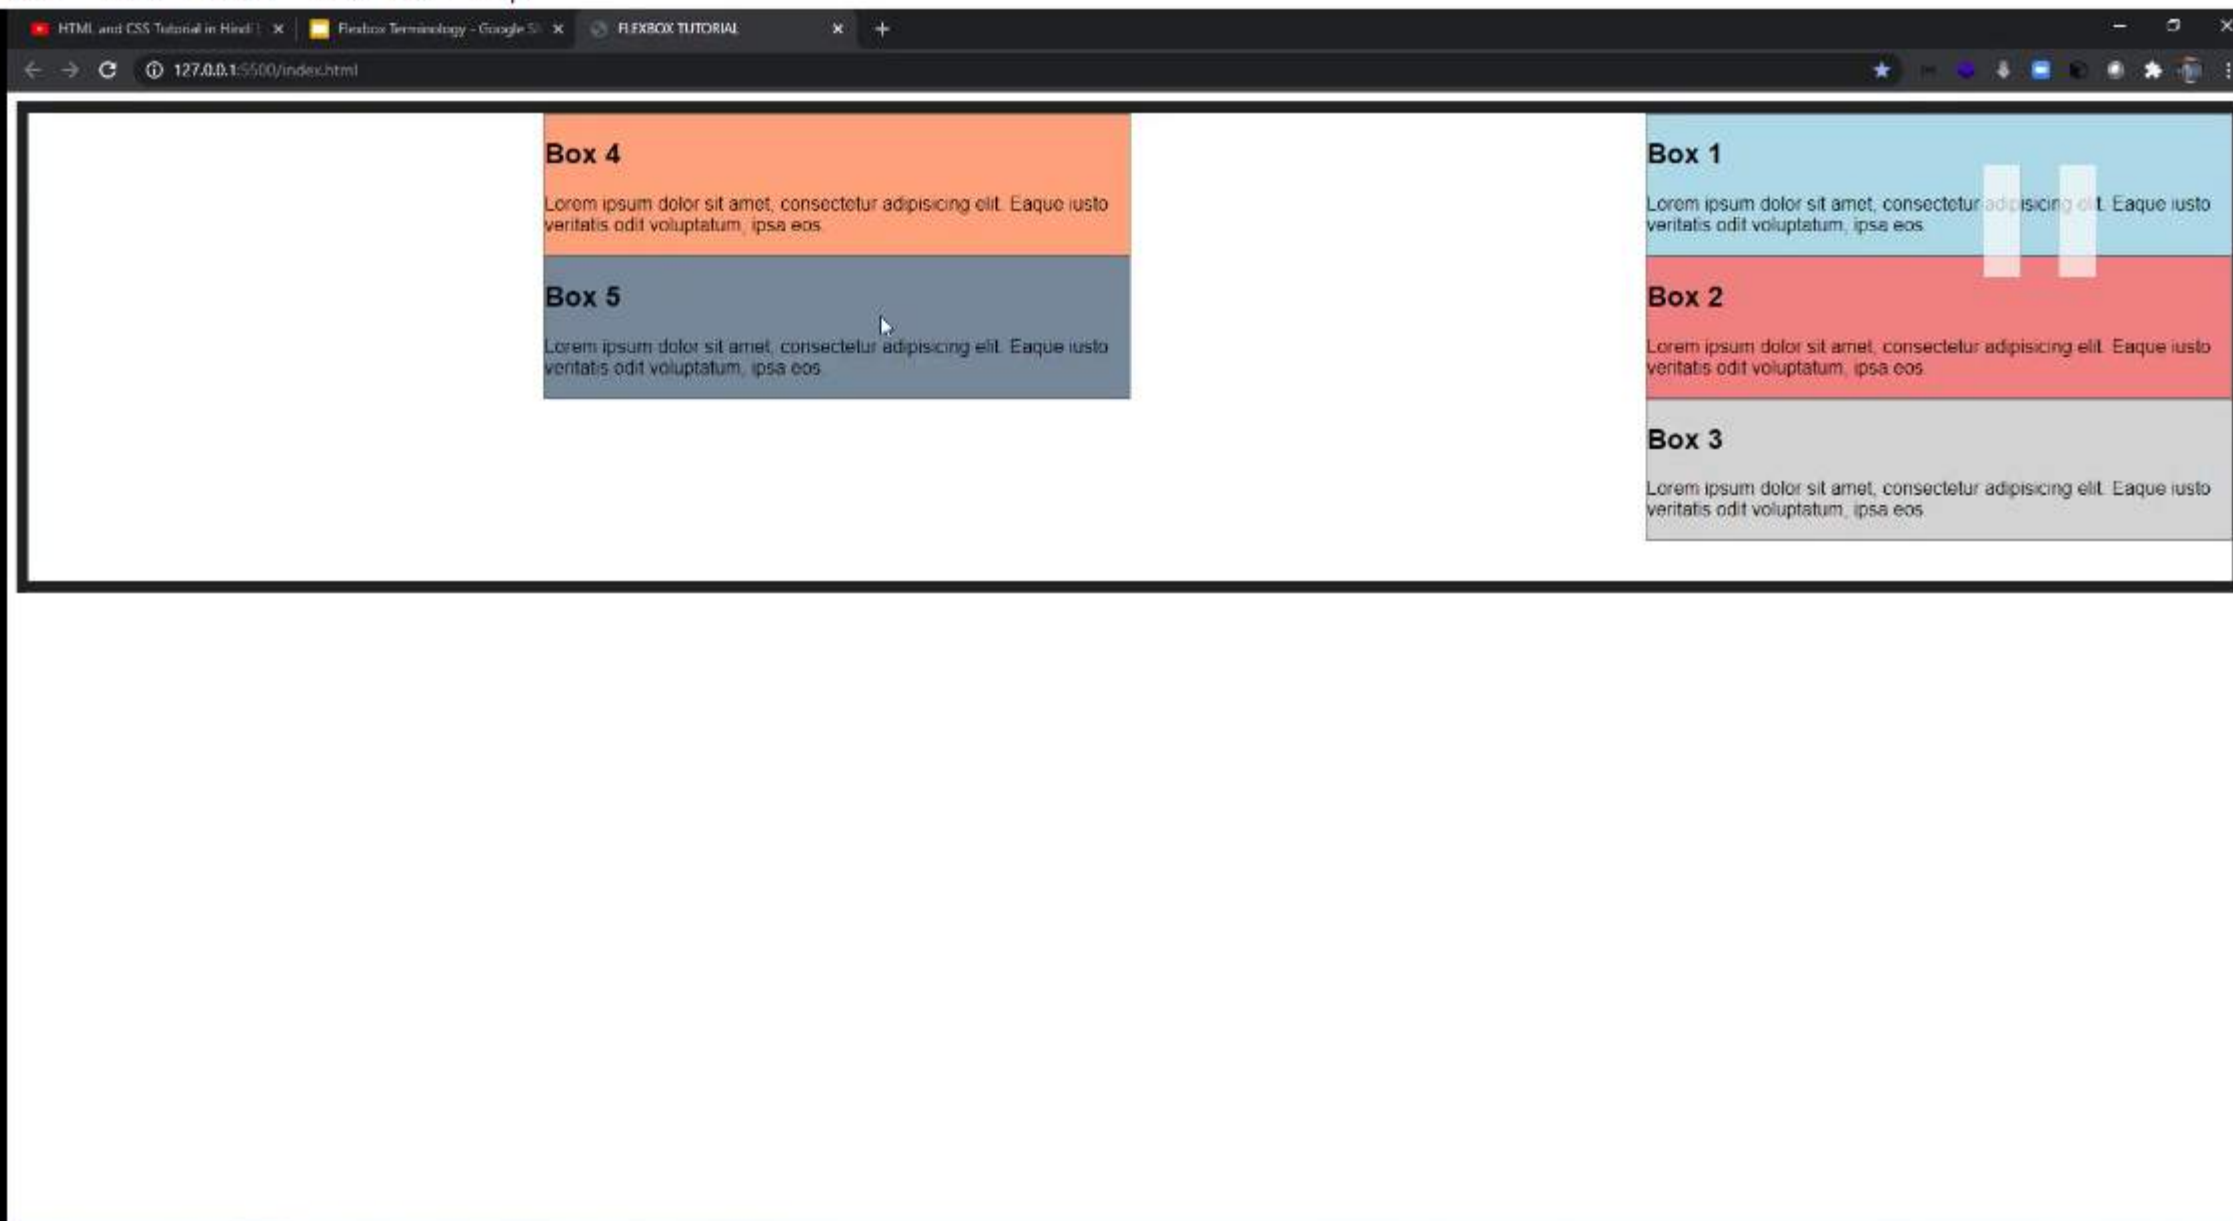 HTML and CSS Tutorial in Hindi
Flexbox Terminology - Google Sl
FLEXBOX TUTORIAL
127.0.0.1:5500/index.html
Box 4
Lorem ipsum dolor sit amet, consectetur adipisicing elit. Eaque iusto
veritatis odit voluptatum, ipsa eos.
Box 5
Lorem ipsum dolor sit amet, consectetur adipisicing elit. Eaque iusto
veritatis odit voluptatum, ipsa eos.
Box 1
Lorem ipsum dolor sit amet, consectetur adipisicing elit. Eaque iusto
veritatis odit voluptatum, ipsa eos.
Box 2
Lorem ipsum dolor sit amet, consectetur adipisicing elit. Eaque iusto
veritatis odit voluptatum, ipsa eos.
Box 3
Lorem ipsum dolor sit amet, consectetur adipisicing elit. Eaque iusto
veritatis odit voluptatum, ipsa eos.